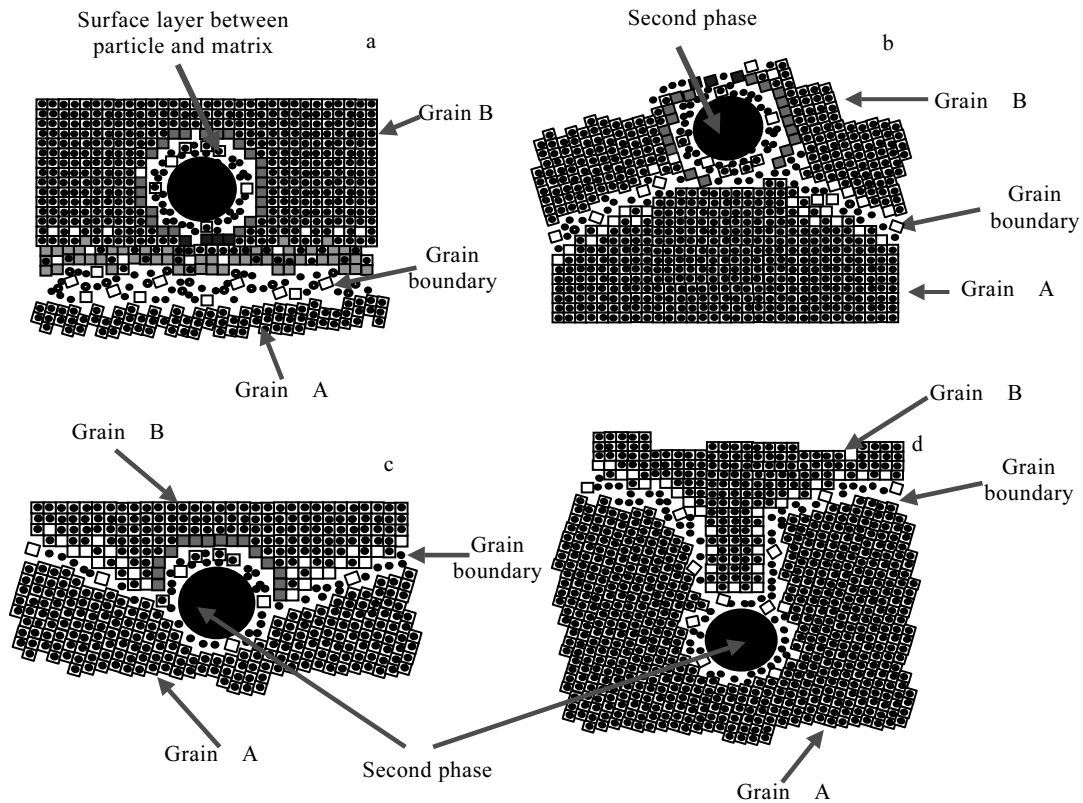 Surface layer between
particle and matrix
a
Grain B
Grain
boundary
Grain A
Second phase
b
Grain B
Grain
boundary
Grain A
Grain B
c
Grain
boundary
Grain A
Second phase
Grain B
d
Grain
boundary
Grain A